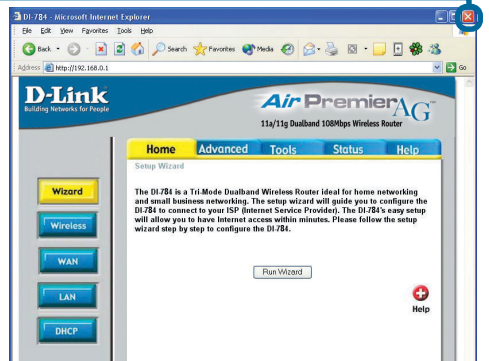 DI-784 - Microsoft Internet Explorer
File Edit View Favorites Tools Help
Back Search Favorites Media
Address http://192.168.0.1 Go
D-Link
Building Networks for People
Air Premier AG
11a/11g Dualband 108Mbps Wireless Router
Home Advanced Tools Status Help
Setup Wizard
Wizard
Wireless
WAN
LAN
DHCP
The DI-784 is a Tri-Mode Dualband Wireless Router ideal for home networking
and small business networking. The setup wizard will guide you to configure the
DI-784 to connect to your ISP (Internet Service Provider). The DI-784's easy setup
will allow you to have Internet access within minutes. Please follow the setup
wizard step by step to configure the DI-784.
Run Wizard
Help